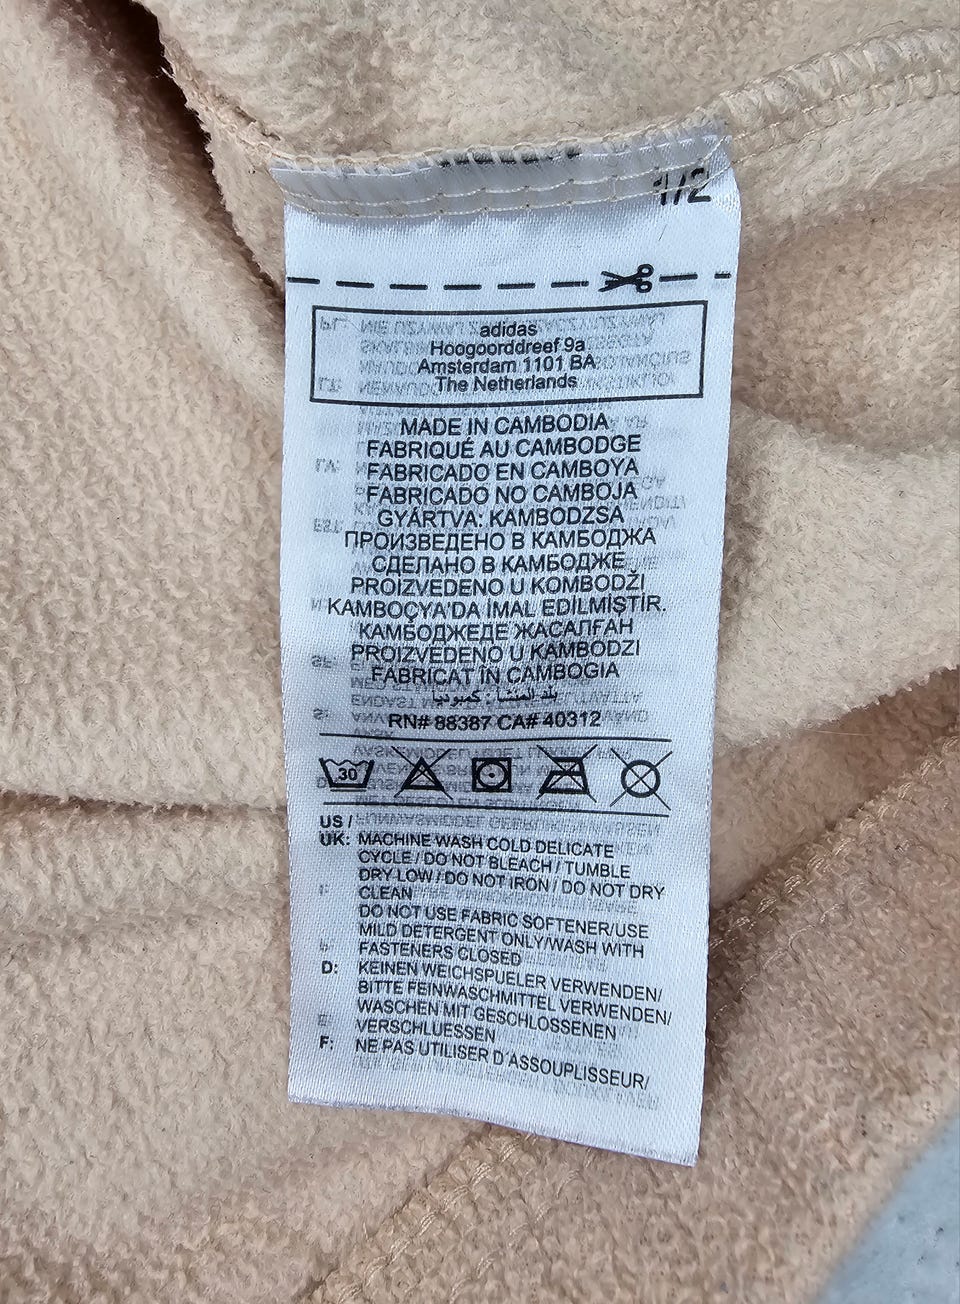 1/2
adidas
Hoogoorddreef 9a
Amsterdam 1101 BA
The Netherlands
MADE IN CAMBODIA
FABRIQUÉ AU CAMBODGE
FABRICADO EN CAMBOYA
FABRICADO NO CAMBOJA
GYÁRTVA: KAMBODZSA
ПРОИЗВЕДЕНО В КАМБОДЖА
СДЕЛАНО В КАМБОДЖЕ
PROIZVEDENO U KOMBODŽI
KAMBOÇYA'DA İMAL EDİLMİŞTİR.
КАМБОДЖЕДЕ ЖАСАЛҒАН
PROIZVEDENO U KAMBODZI
FABRICAT ÎN CAMBOGIA
بلد المنشأ: كمبوديا
RN# 88387 CA# 40312
30
US /
UK: MACHINE WASH COLD DELICATE
CYCLE / DO NOT BLEACH / TUMBLE
DRY LOW / DO NOT IRON / DO NOT DRY
CLEAN
DO NOT USE FABRIC SOFTENER/USE
MILD DETERGENT ONLY/WASH WITH
FASTENERS CLOSED
D: KEINEN WEICHSPUELER VERWENDEN/
BITTE FEINWASCHMITTEL VERWENDEN/
WASCHEN MIT GESCHLOSSENEN
VERSCHLUESSEN
F: NE PAS UTILISER D'ASSOUPLISSEUR/